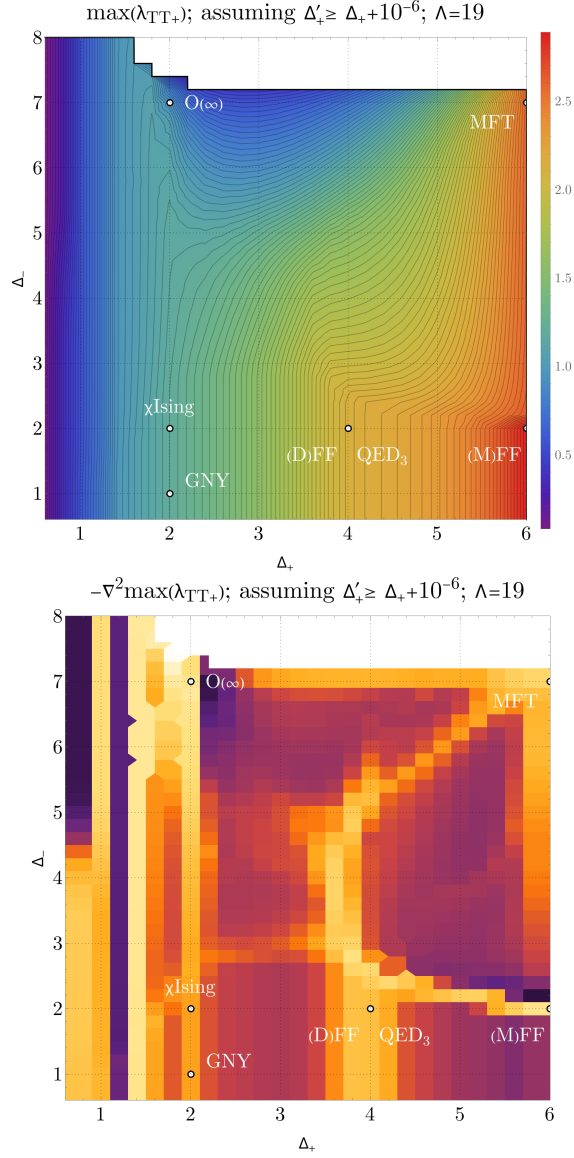 max(λTT+); assuming Δ′+≥ Δ++10−6; Λ=19
8
7
6
5
4
3
2
1
Δ−
O(∞)
MFT
χIsing
(D)FF
QED3
(M)FF
GNY
2.5
2.0
1.5
1.0
0.5
1
2
3
4
5
6
Δ+
−∇2max(λTT+); assuming Δ′+≥ Δ++10−6; Λ=19
8
7
6
5
4
3
2
1
Δ−
O(∞)
MFT
χIsing
(D)FF
QED3
(M)FF
GNY
1
2
3
4
5
6
Δ+